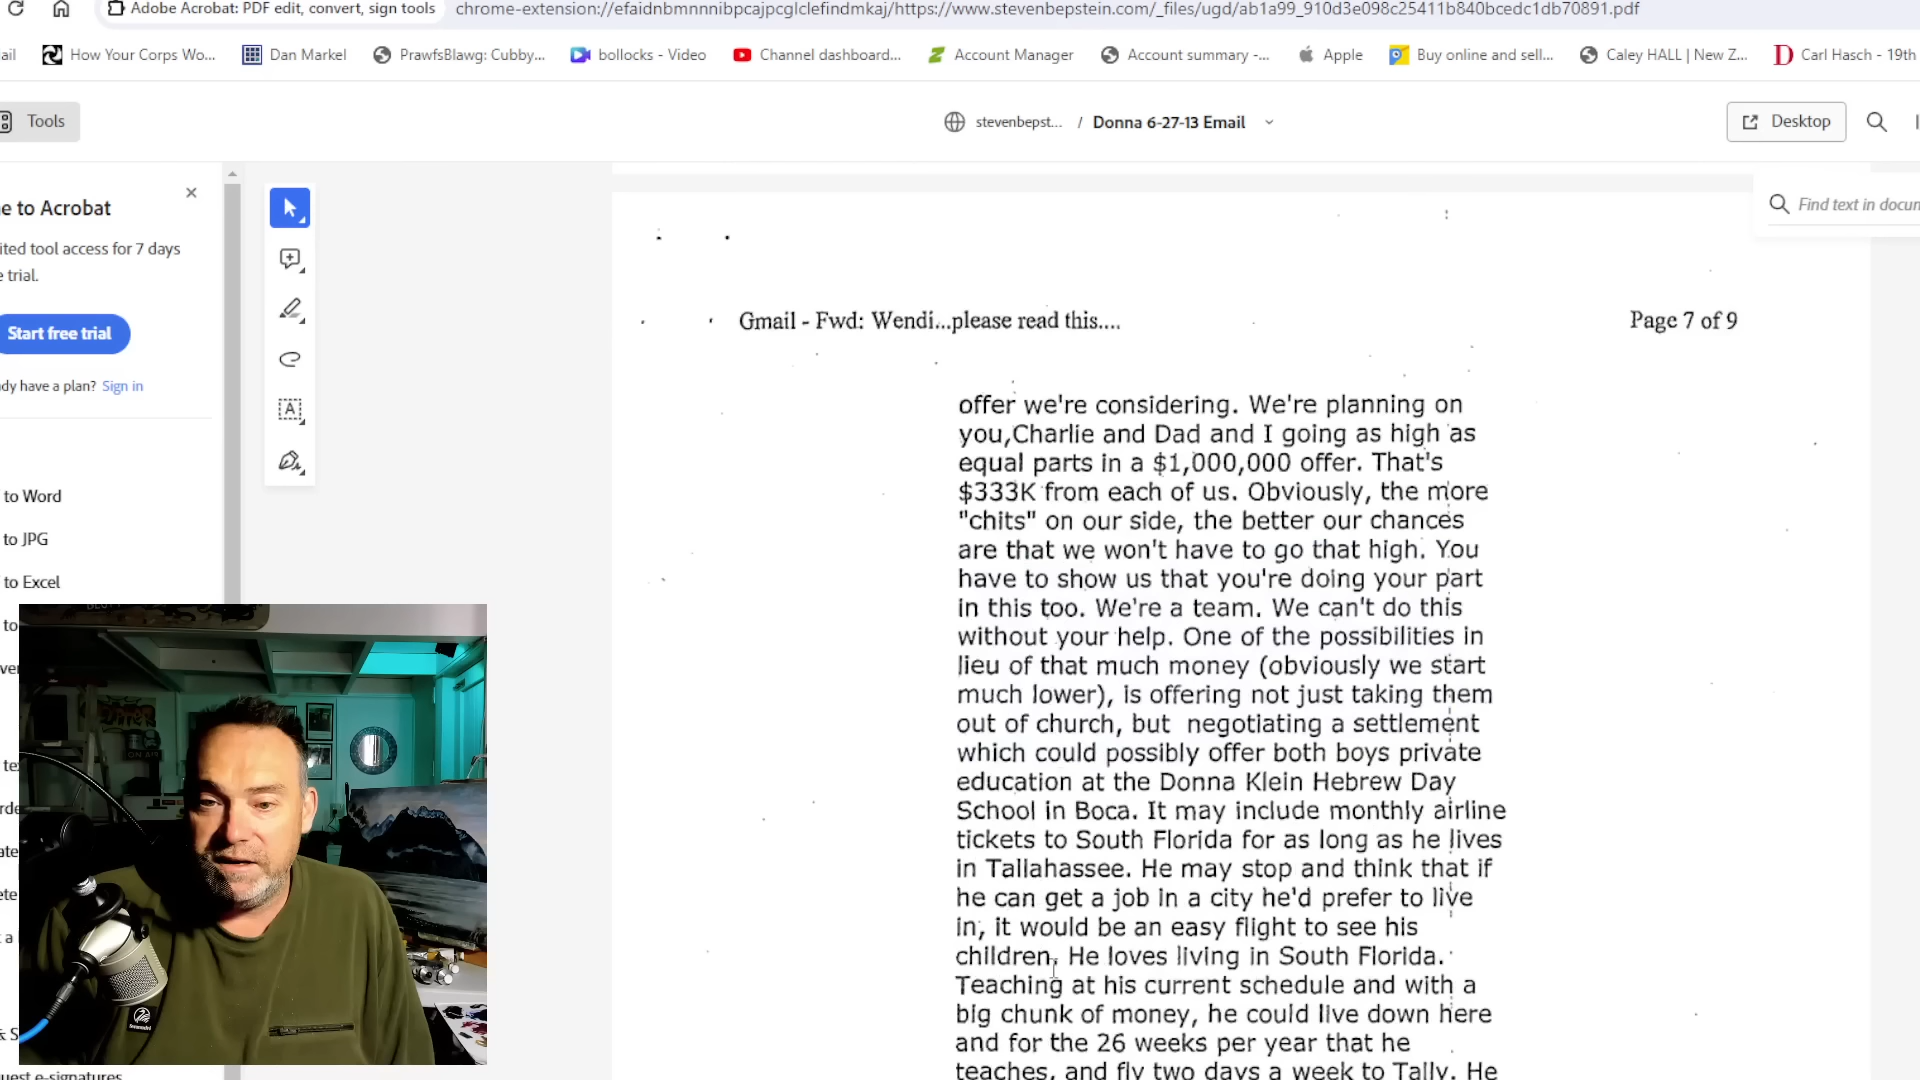 Adobe Acrobat: PDF edit, convert, sign tools
chrome-extension://efaidnbmnnnibpcajpcglclefindmkaj/https://www.stevenbepstein.com/_files/ugd/ab1a99_910d3e098c25411b840bcedc1db70891.pdf
ail
How Your Corps Wo...
Dan Markel
PrawfsBlawg: Cubby...
bollocks - Video
Channel dashboard...
Account Manager
Account summary -...
Apple
Buy online and sell...
Caley HALL | New Z...
Carl Hasch - 19th
Tools
stevenbepst... / Donna 6-27-13 Email
Desktop
Find text in docun
e to Acrobat
ited tool access for 7 days
e trial.
Start free trial
dy have a plan? Sign in
to Word
to JPG
to Excel
to
ver
te
rde
ate
ete
t a
& S
uest e-signatures
ON AIR
Gmail - Fwd: Wendi...please read this....
Page 7 of 9
offer we're considering. We're planning on
you,Charlie and Dad and I going as high as
equal parts in a $1,000,000 offer. That's
$333K from each of us. Obviously, the more
"chits" on our side, the better our chances
are that we won't have to go that high. You
have to show us that you're doing your part
in this too. We're a team. We can't do this
without your help. One of the possibilities in
lieu of that much money (obviously we start
much lower), is offering not just taking them
out of church, but negotiating a settlement
which could possibly offer both boys private
education at the Donna Klein Hebrew Day
School in Boca. It may include monthly airline
tickets to South Florida for as long as he lives
in Tallahassee. He may stop and think that if
he can get a job in a city he'd prefer to live
in, it would be an easy flight to see his
children. He loves living in South Florida.
Teaching at his current schedule and with a
big chunk of money, he could live down here
and for the 26 weeks per year that he
teaches, and fly two days a week to Tally. He